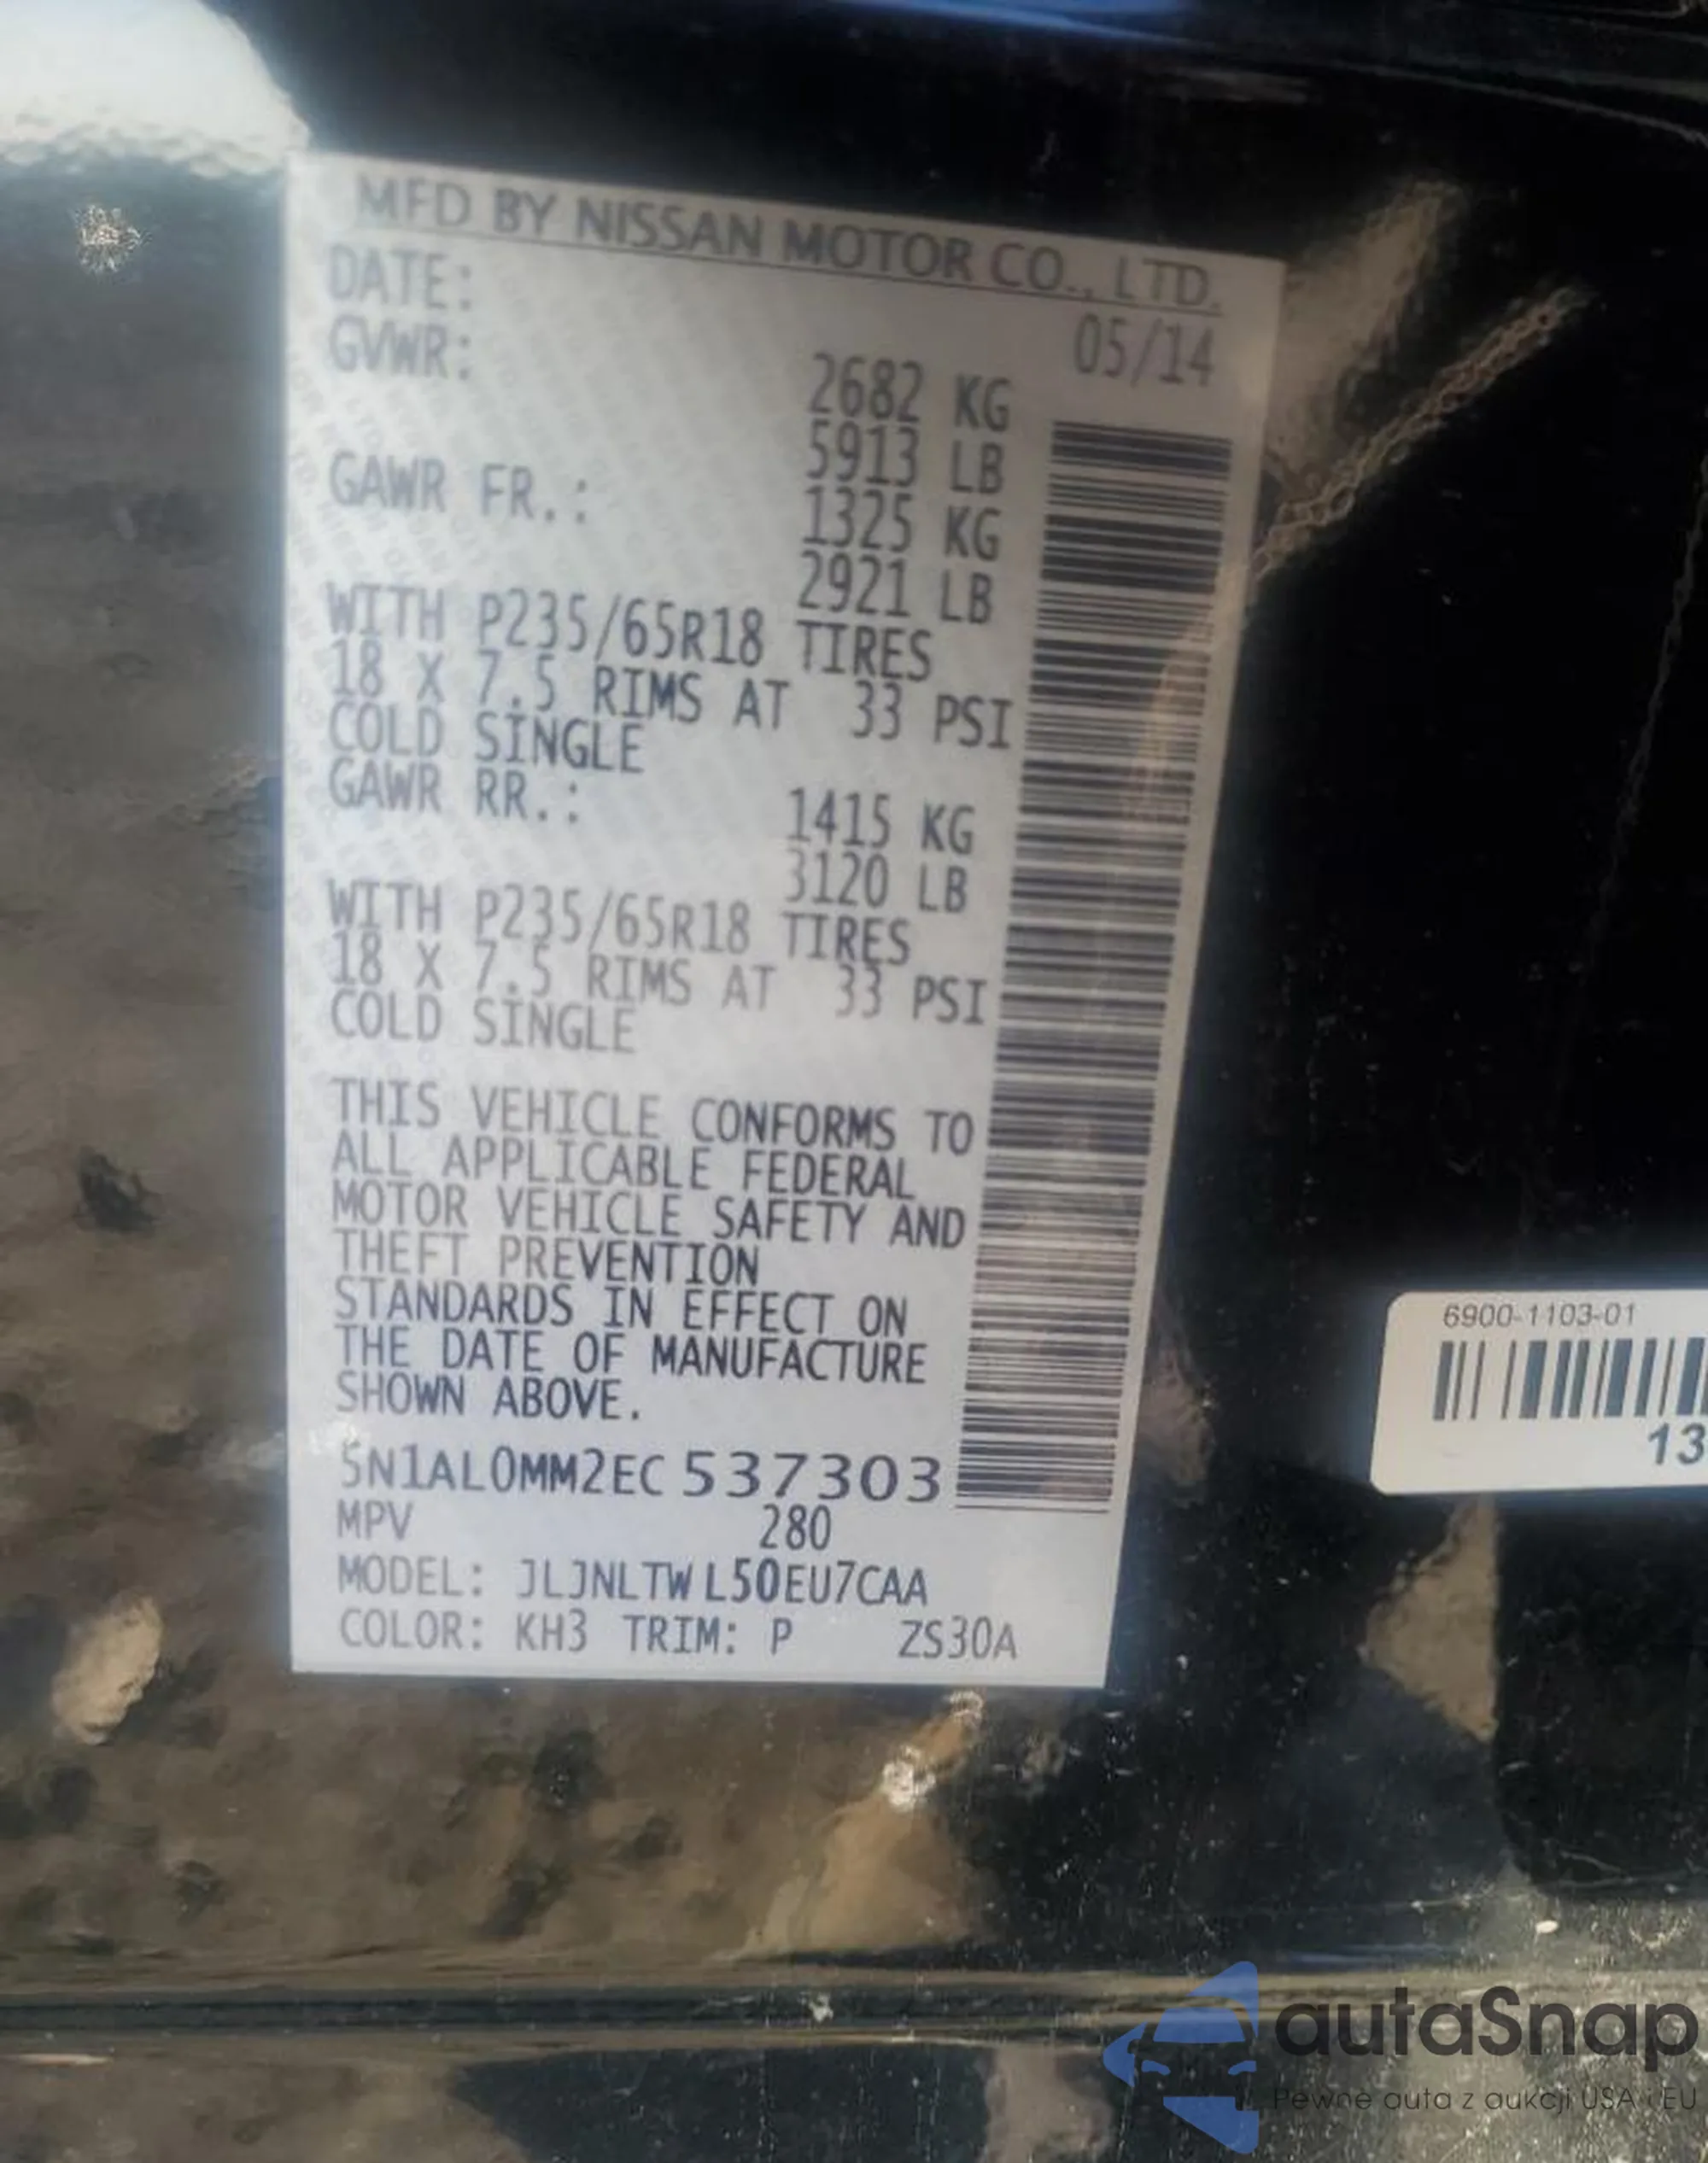 MFD BY NISSAN MOTOR CO., LTD.
DATE: 05/14
GVWR: 2682 KG
5913 LB
GAWR FR.: 1325 KG
2921 LB
WITH P235/65R18 TIRES
18 X 7.5 RIMS AT 33 PSI
COLD SINGLE
GAWR RR.: 1415 KG
3120 LB
WITH P235/65R18 TIRES
18 X 7.5 RIMS AT 33 PSI
COLD SINGLE
THIS VEHICLE CONFORMS TO
ALL APPLICABLE FEDERAL
MOTOR VEHICLE SAFETY AND
THEFT PREVENTION
STANDARDS IN EFFECT ON
THE DATE OF MANUFACTURE
SHOWN ABOVE.
5N1AL0MM2EC537303
MPV 280
MODEL: JLJNLTWL50EU7CAA
COLOR: KH3 TRIM: P ZS30A
6900-1103-01
13
autaSnap
Pewne auta z aukcji USA i EU